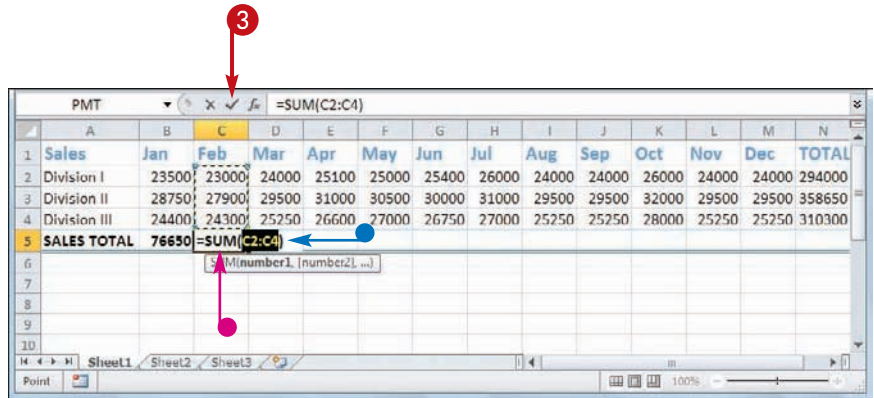 3
PMT fx =SUM(C2:C4)
A B C D E F G H I J K L M N
1 Sales Jan Feb Mar Apr May Jun Jul Aug Sep Oct Nov Dec TOTAL
2 Division I 23500 23000 24000 25100 25000 25400 26000 24000 24000 26000 24000 24000 294000
3 Division II 28750 27900 29500 31000 30500 30000 31000 29500 29500 32000 29500 29500 358650
4 Division III 24400 24300 25250 26600 27000 26750 27000 25250 25250 28000 25250 25250 310300
5 SALES TOTAL 76650 =SUM(C2:C4)
6 SUM(number1, [number2], ...)
7
8
9
10
Sheet1 Sheet2 Sheet3
Point 100%